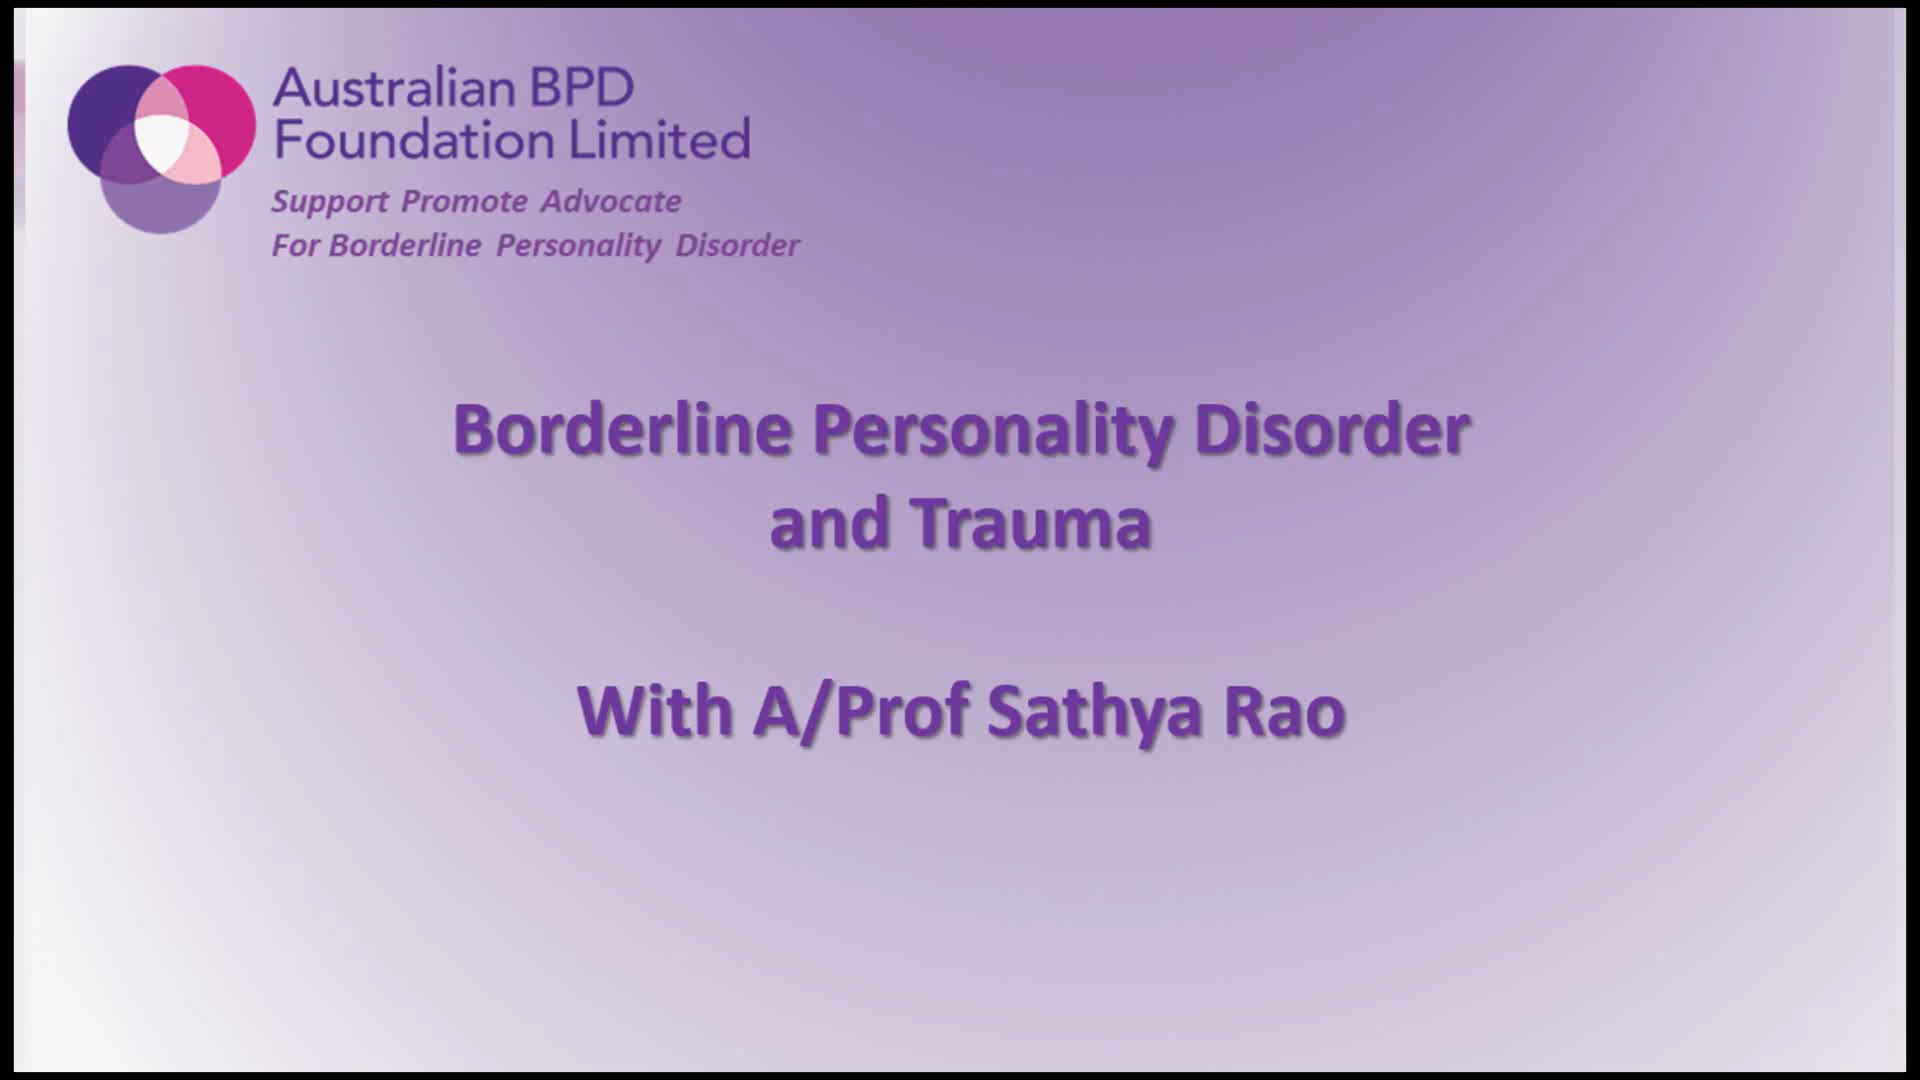 Australian BPD
Foundation Limited
Support Promote Advocate
For Borderline Personality Disorder
Borderline Personality Disorder
and Trauma
With A/Prof Sathya Rao